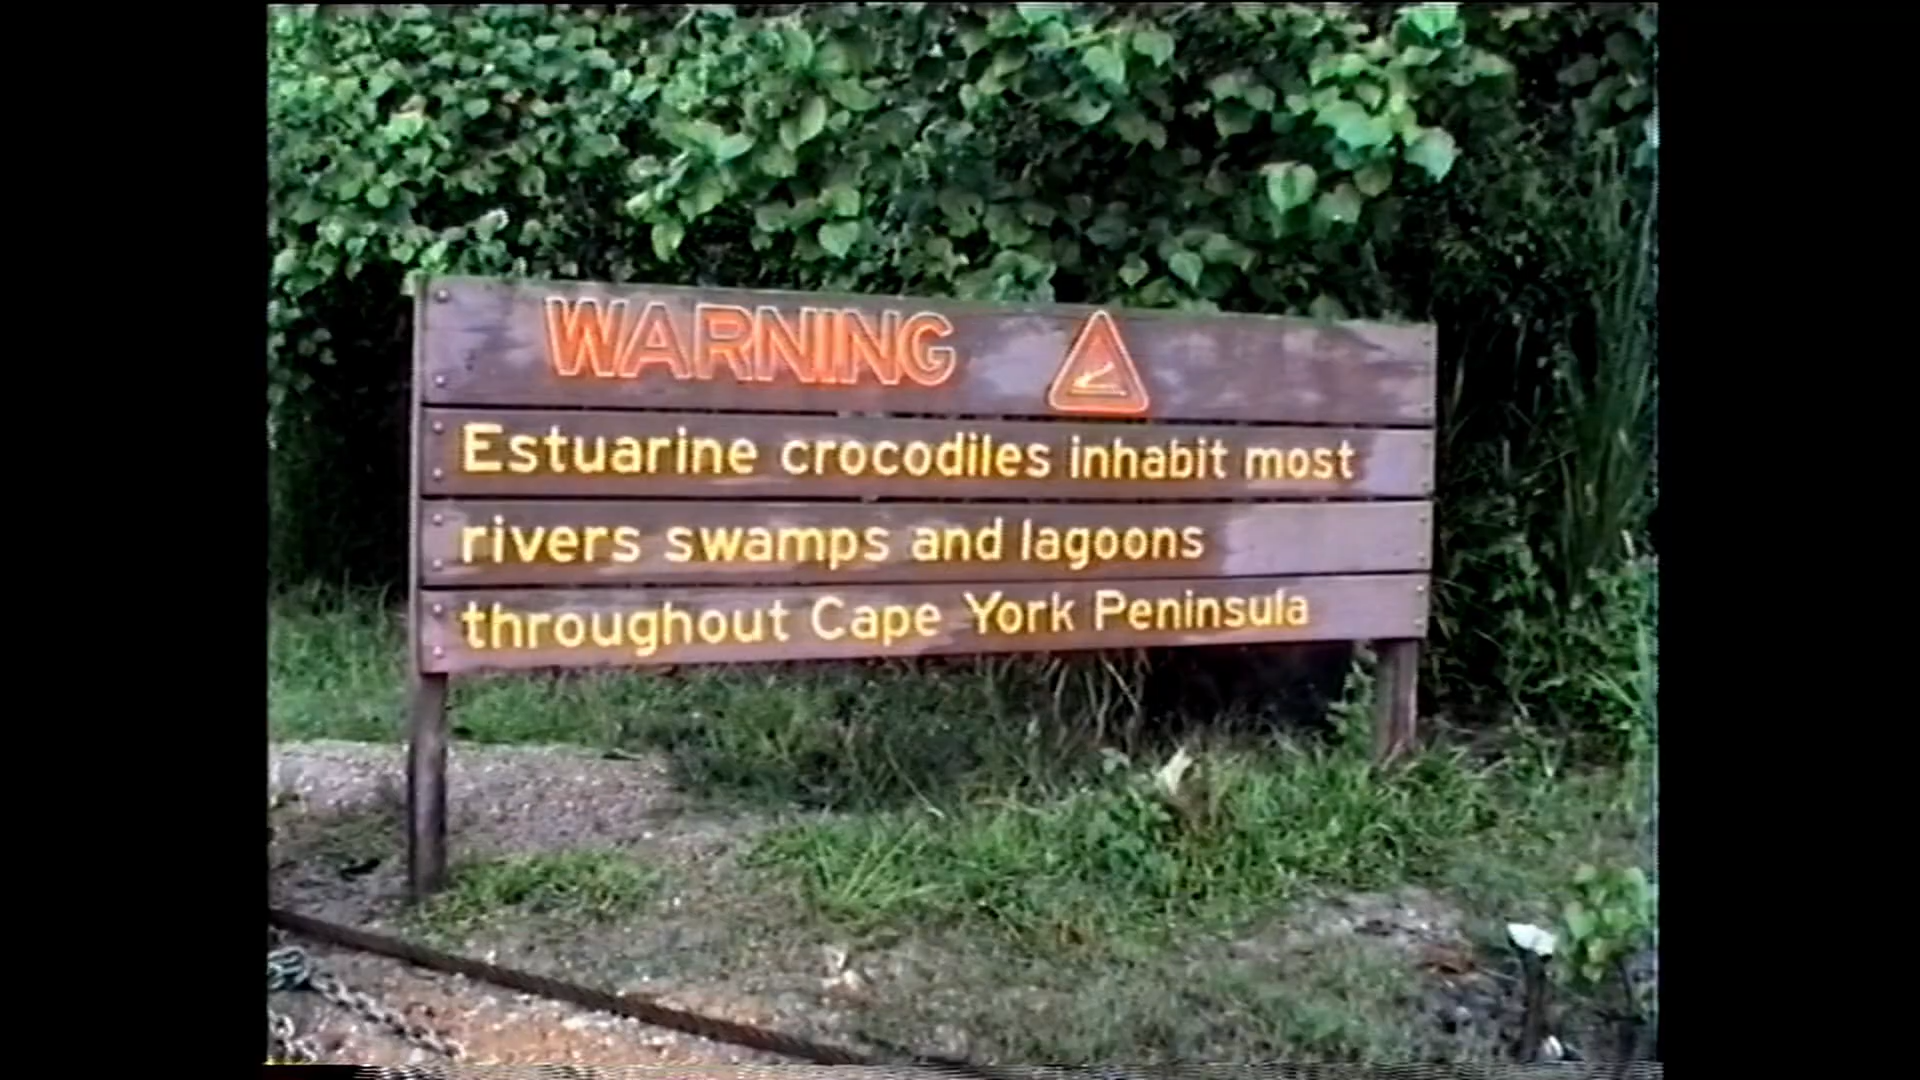 WARNING
Estuarine crocodiles inhabit most
rivers swamps and lagoons
throughout Cape York Peninsula